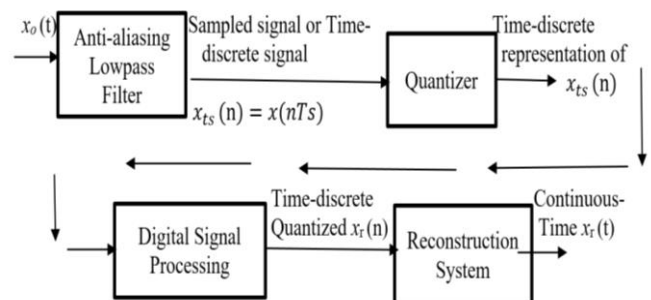 xₒ(t)
Anti-aliasing
Lowpass
Filter
Sampled signal or Time-
discrete signal
xₜₛ(n) = x(nTs)
Quantizer
Time-discrete
representation of
xₜₛ(n)
Digital Signal
Processing
Time-discrete
Quantized xᵣ(n)
Reconstruction
System
Continuous-
Time xᵣ(t)